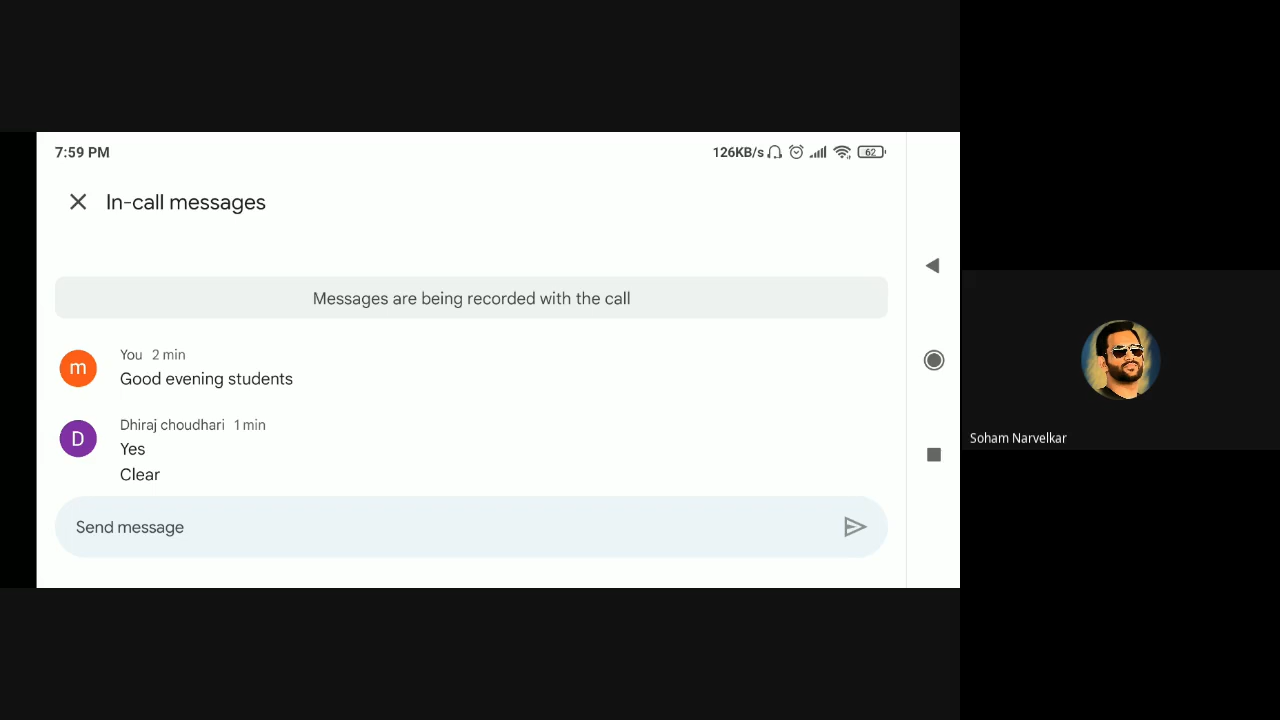 7:59 PM
126KB/s
62
In-call messages
Messages are being recorded with the call
m
You 2 min
Good evening students
D
Dhiraj choudhari 1 min
Yes
Clear
Send message
Soham Narvelkar